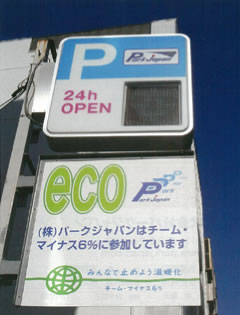 P Park Japan
24h
OPEN
eco
Park Japan
(株)パークジャパンはチーム・
マイナス6%に参加しています
みんなで止めよう温暖化
チーム・マイナス6%